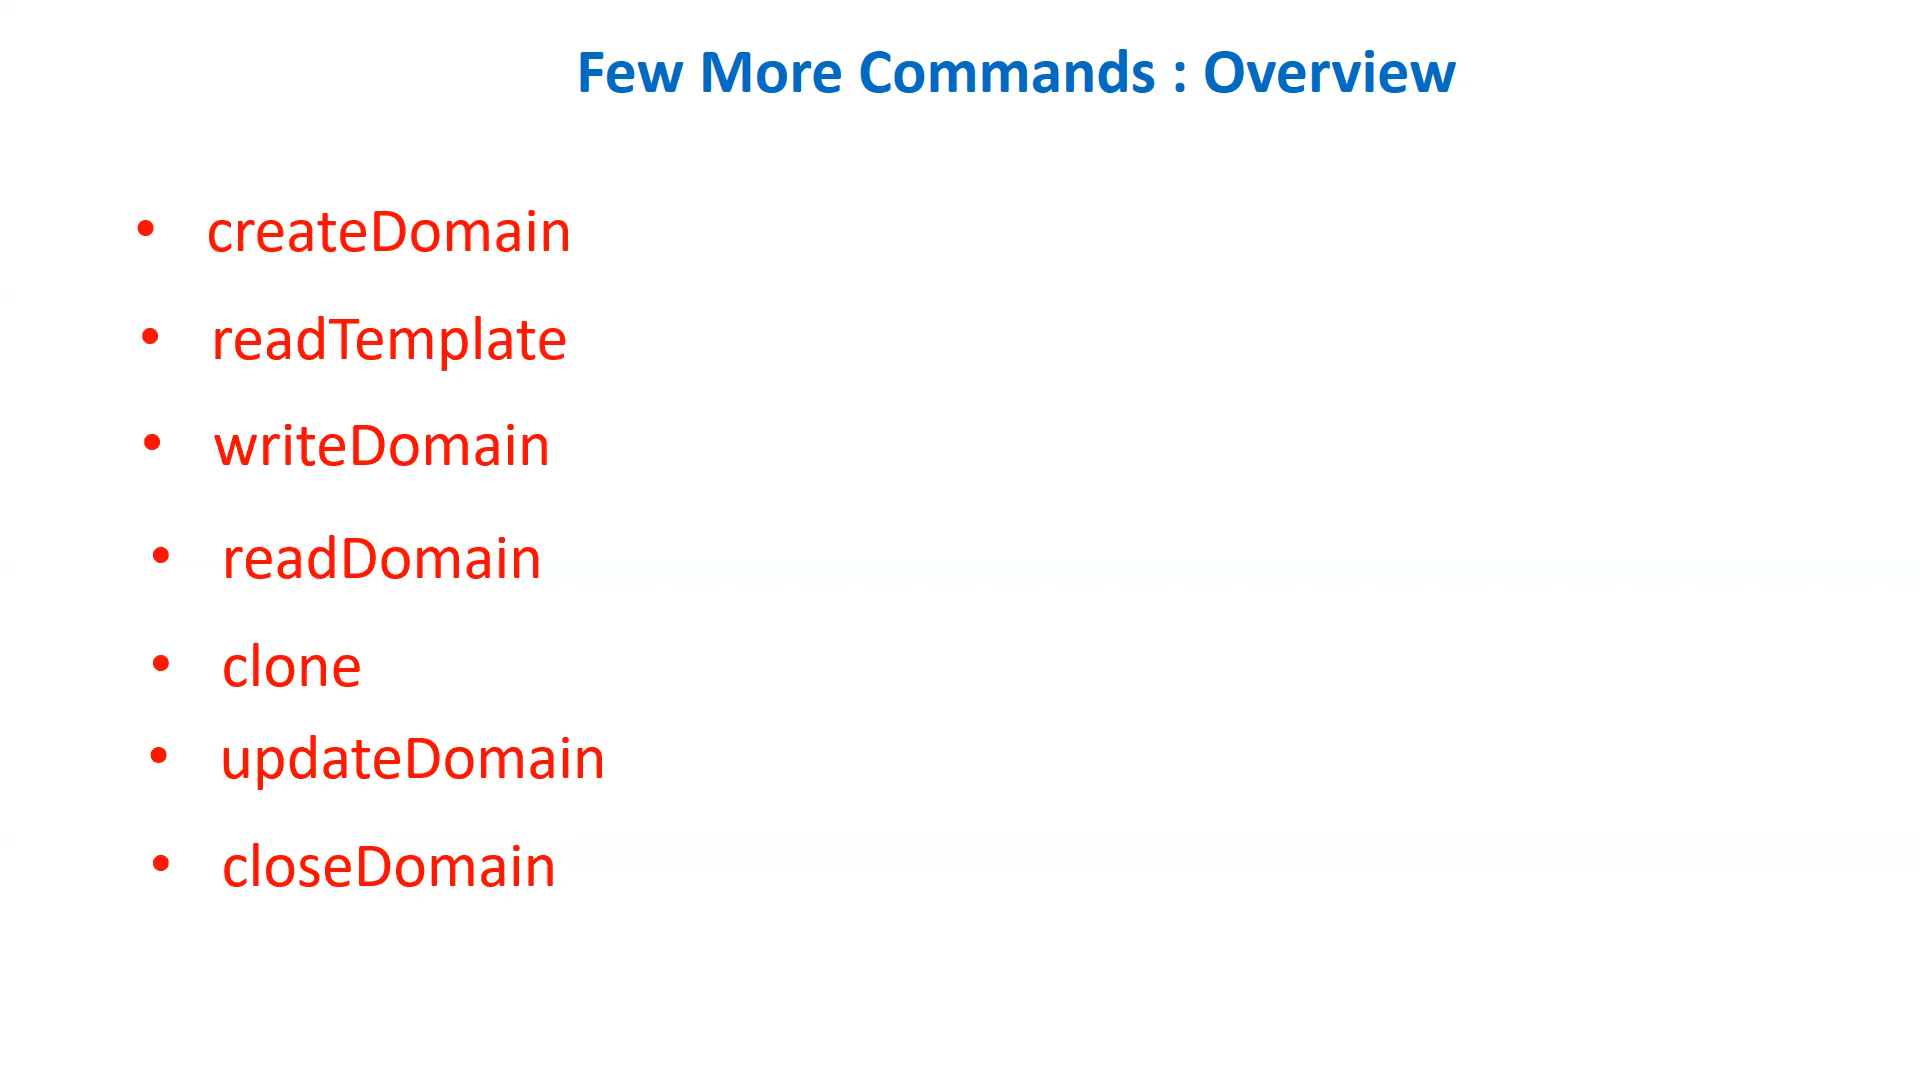 Few More Commands : Overview
• createDomain
• readTemplate
• writeDomain
• readDomain
• clone
• updateDomain
• closeDomain